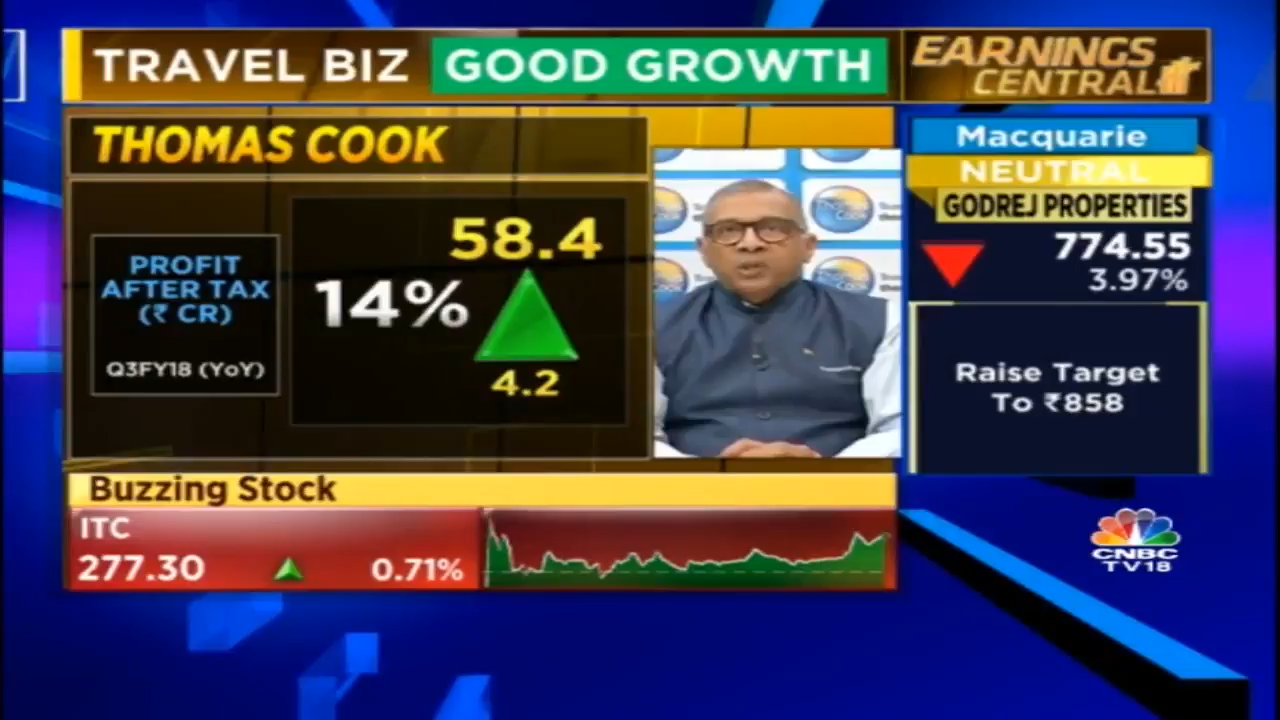 TRAVEL BIZ GOOD GROWTH
EARNINGS
CENTRAL
THOMAS COOK
PROFIT
AFTER TAX
(₹ CR)
Q3FY18 (YoY)
58.4
14%
4.2
Macquarie
NEUTRAL
GODREJ PROPERTIES
774.55
3.97%
Raise Target
To ₹858
Buzzing Stock
ITC
277.30 0.71%
CNBC
TV18